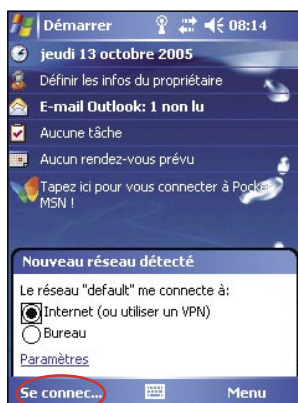 Démarrer 08:14
jeudi 13 octobre 2005
Définir les infos du propriétaire
E-mail Outlook: 1 non lu
Aucune tâche
Aucun rendez-vous prévu
Tapez ici pour vous connecter à Pocket
MSN !
Nouveau réseau détecté
Le réseau "default" me connecte à:
Internet (ou utiliser un VPN)
Bureau
Paramètres
Se connec... Menu